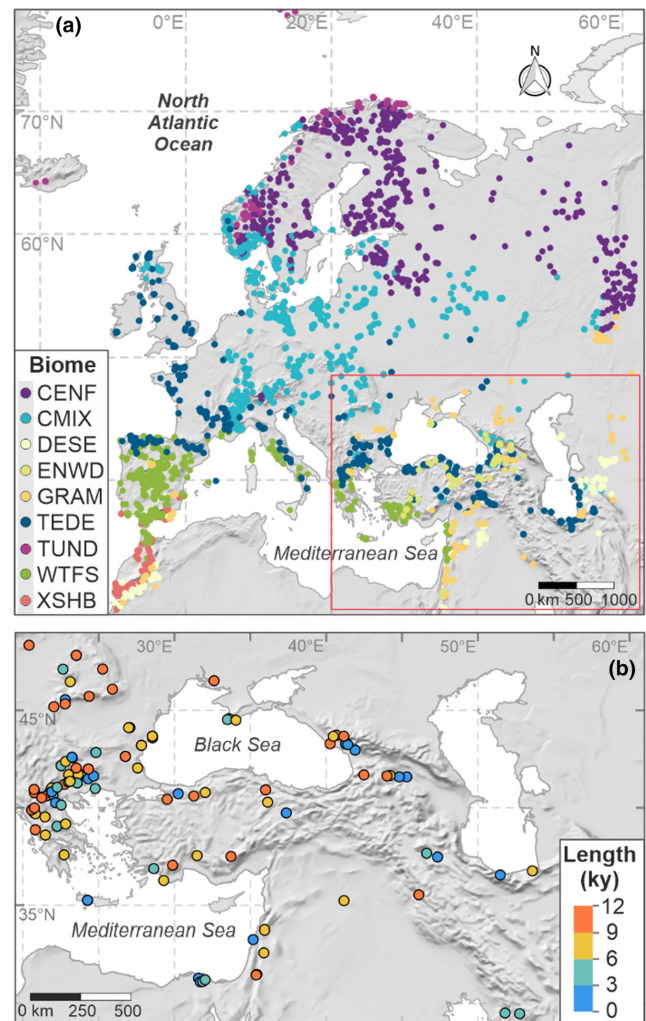 (a)
0°E 20°E 40°E 60°E
N
North
Atlantic
Ocean
70°N
60°N
Biome
CENF
CMIX
DESE
ENWD
GRAM
TEDE
TUND
WTFS
XSHB
Mediterranean Sea
0 km 500 1000
30°E 40°E 50°E 60°E
(b)
45°N
Black Sea
35°N
Mediterranean Sea
Length
(ky)
12
9
6
3
0
0 km 250 500